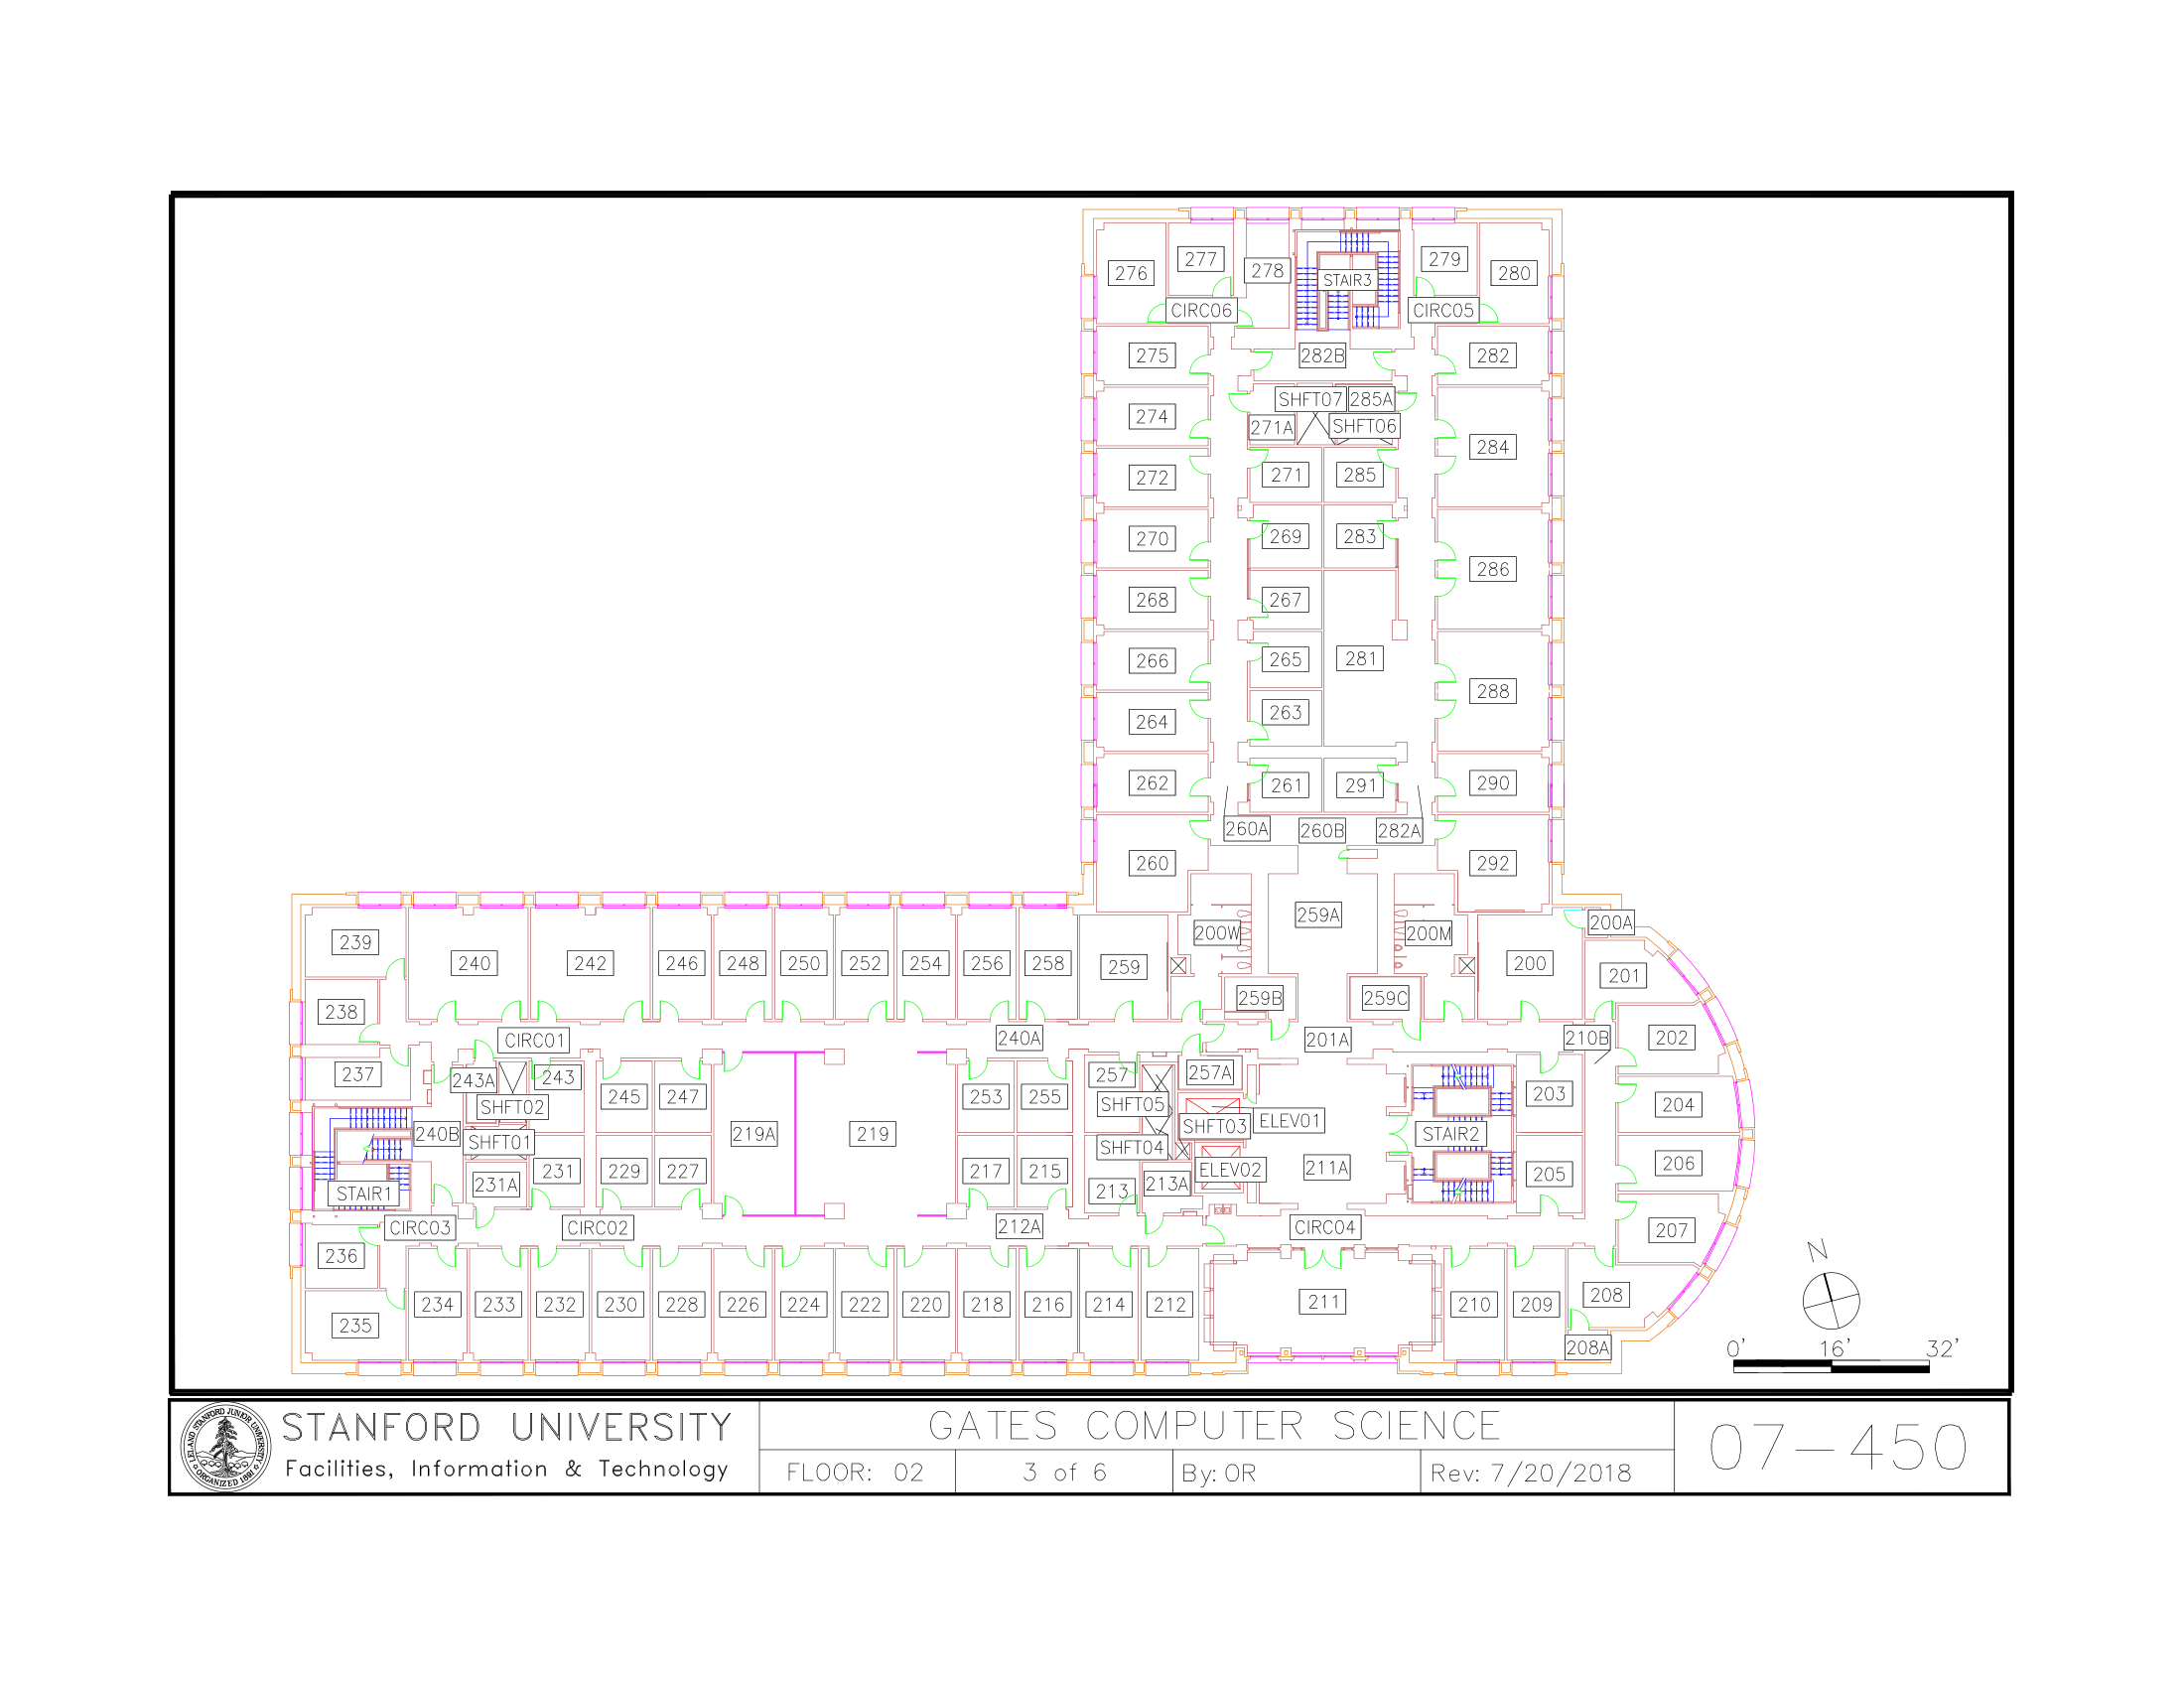 277
279
276
278
STAIR3
280
CIRC06
CIRC05
275
282B
282
SHFT07
285A
274
271A
SHFT06
284
272
271
285
270
269
283
286
268
267
266
265
281
288
264
263
262
261
291
290
260A
260B
282A
260
292
259A
200A
239
200W
200M
240
242
246
248
250
252
254
256
258
259
200
201
238
259B
259C
CIRC01
240A
201A
210B
202
237
243A
243
257
257A
SHFT02
245
247
253
255
SHFT05
203
204
SHFT03
ELEV01
240B
SHFT01
219A
219
SHFT04
STAIR2
206
STAIR1
231A
231
229
227
217
215
213
213A
ELEV02
211A
205
CIRC03
CIRC02
212A
CIRC04
207
236
N
235
234
233
232
230
228
226
224
222
220
218
216
214
212
211
210
209
208
208A
0'
16'
32'
LELAND STANFORD JUNIOR UNIVERSITY
ORGANIZED 1891
STANFORD UNIVERSITY
Facilities, Information & Technology
GATES COMPUTER SCIENCE
FLOOR: 02
3 of 6
By: OR
Rev: 7/20/2018
07-450